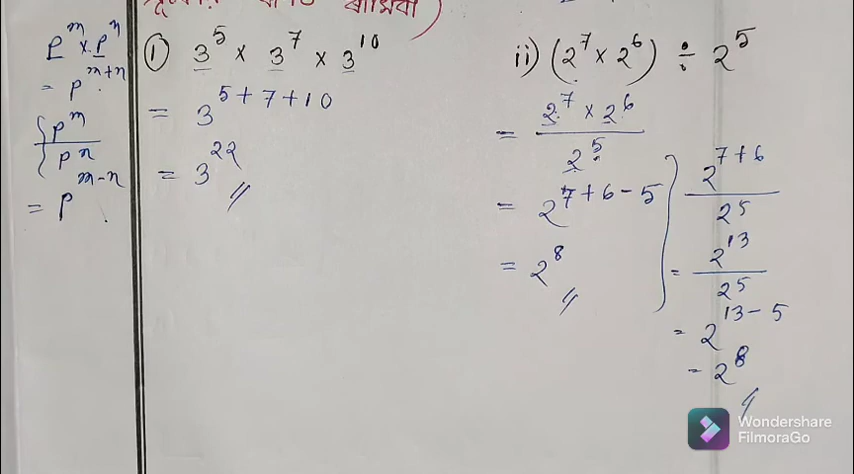 সূচকীয় ৰূপত ৰাখিবা)
P^m × P^n
= P^{m+n}
P^m / P^n
= P^{m-n}
① 3^5 × 3^7 × 3^10
= 3^{5+7+10}
= 3^22
ii) (2^7 × 2^6) ÷ 2^5
= 2^7 × 2^6 / 2^5
= 2^{7+6-5}
= 2^8
2^{7+6} / 2^5
= 2^13 / 2^5
= 2^{13-5}
= 2^8
Wondershare
FilmoraGo